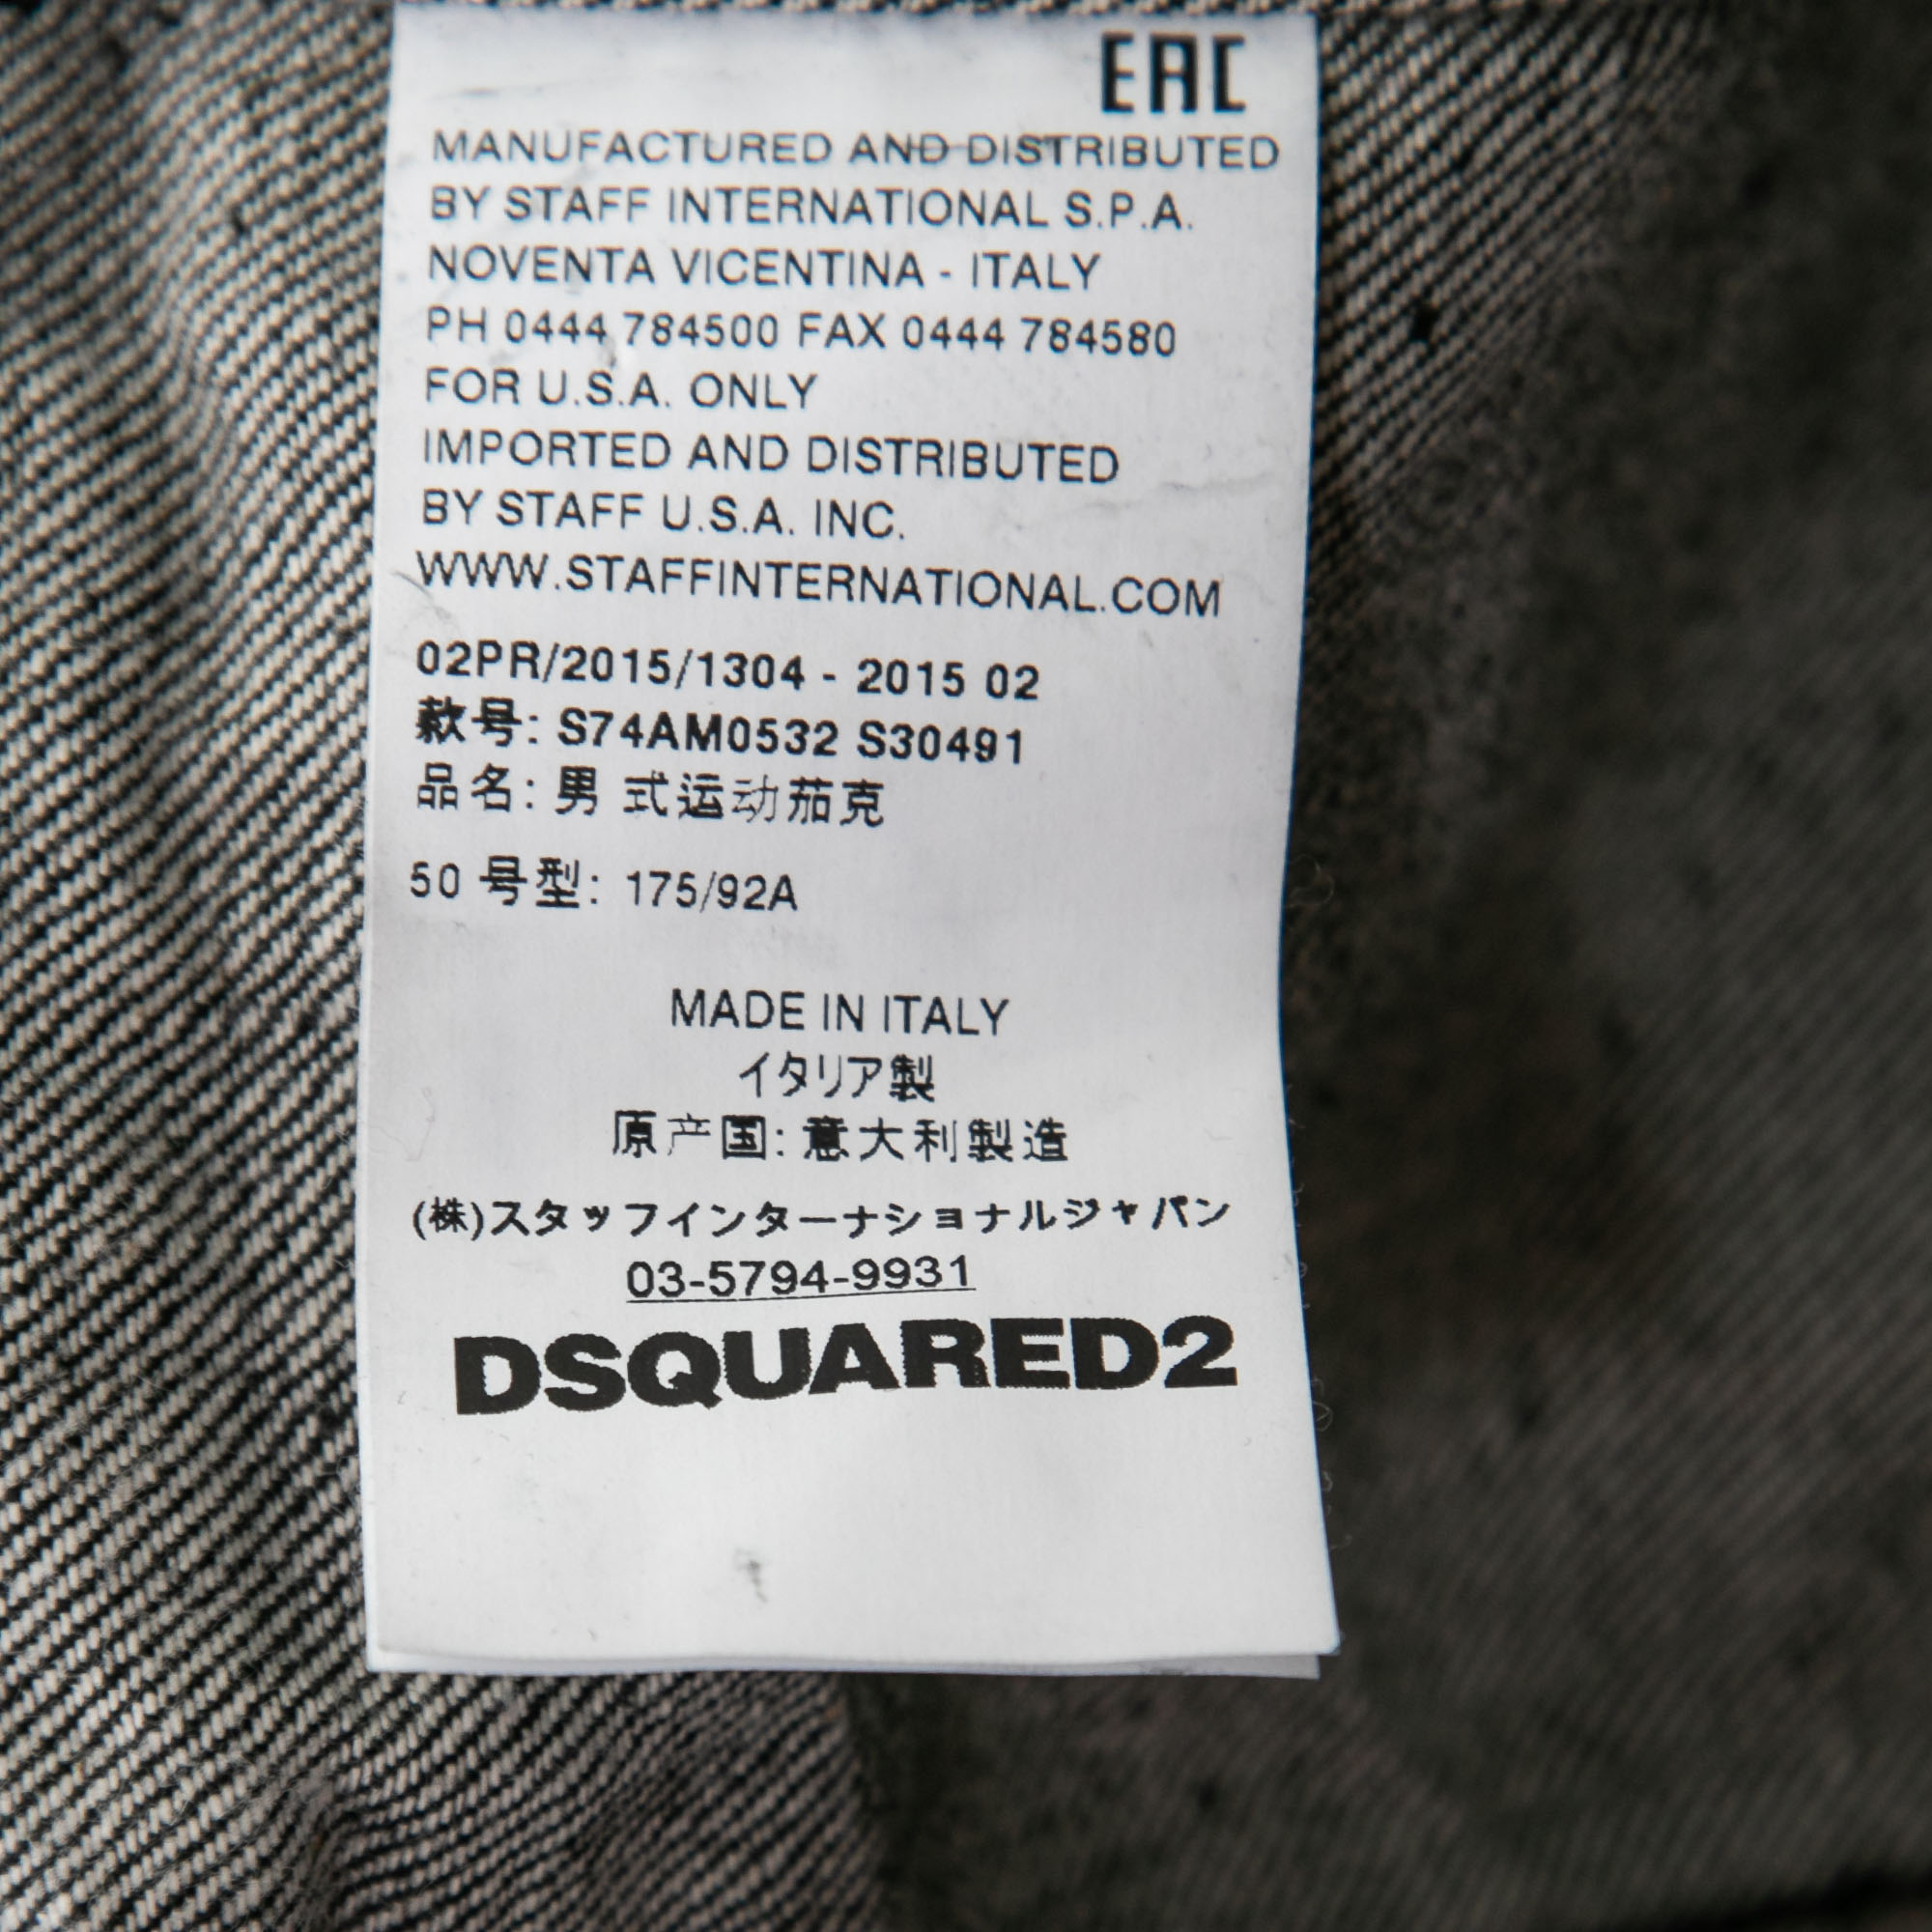 EAC
MANUFACTURED AND DISTRIBUTED
BY STAFF INTERNATIONAL S.P.A.
NOVENTA VICENTINA - ITALY
PH 0444 784500 FAX 0444 784580
FOR U.S.A. ONLY
IMPORTED AND DISTRIBUTED
BY STAFF U.S.A. INC.
WWW.STAFFINTERNATIONAL.COM
02PR/2015/1304 - 2015 02
款号: S74AM0532 S30491
品名: 男 式运动茄克
50 号型: 175/92A
MADE IN ITALY
イタリア製
原产国: 意大利製造
(株)スタッフインターナショナルジャパン
03-5794-9931
DSQUARED2